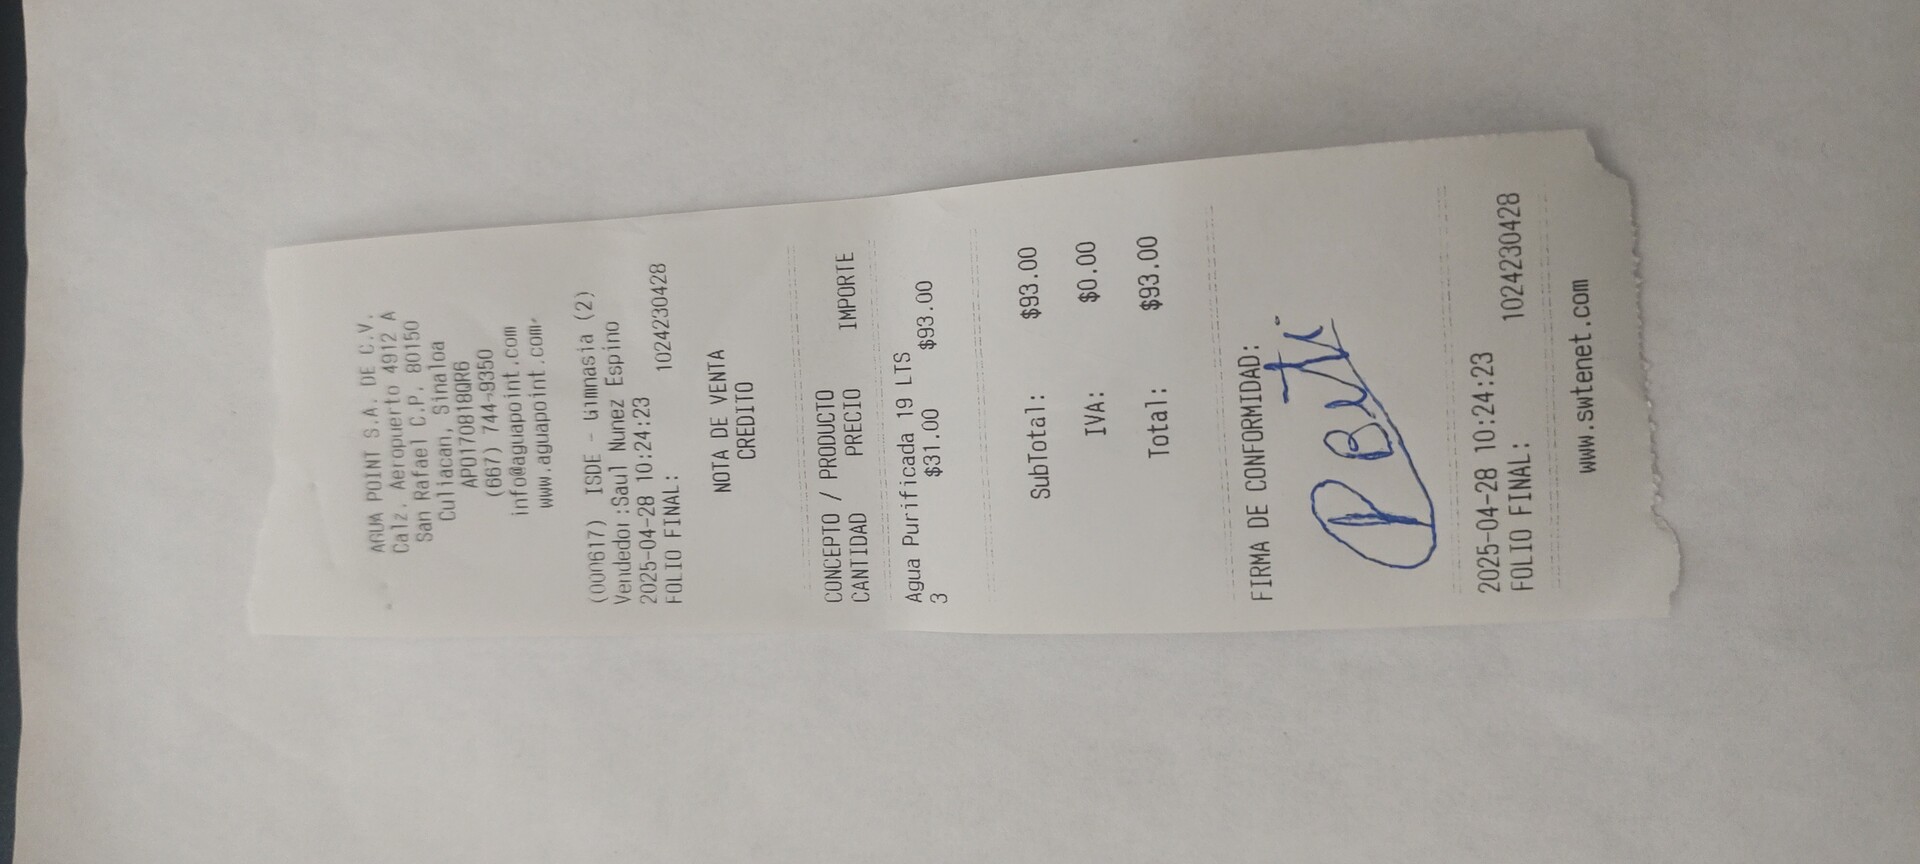 AGUA POINT S.A. DE C.V.
Calz. Aeropuerto 4912 A
San Rafael C.P. 80150
Culiacan, Sinaloa
APO170818QR6
(667) 744-9350
info@aguapoint.com
www.aguapoint.com
(000617) ISDE - Gimnasia (2)
Vendedor:Saul Nunez Espino
2025-04-28 10:24:23
FOLIO FINAL: 1024230428
NOTA DE VENTA
CREDITO
CONCEPTO / PRODUCTO
CANTIDAD PRECIO IMPORTE
Agua Purificada 19 LTS
3 $31.00 $93.00
SubTotal: $93.00
IVA: $0.00
Total: $93.00
FIRMA DE CONFORMIDAD:
2025-04-28 10:24:23
FOLIO FINAL: 1024230428
www.swtenet.com